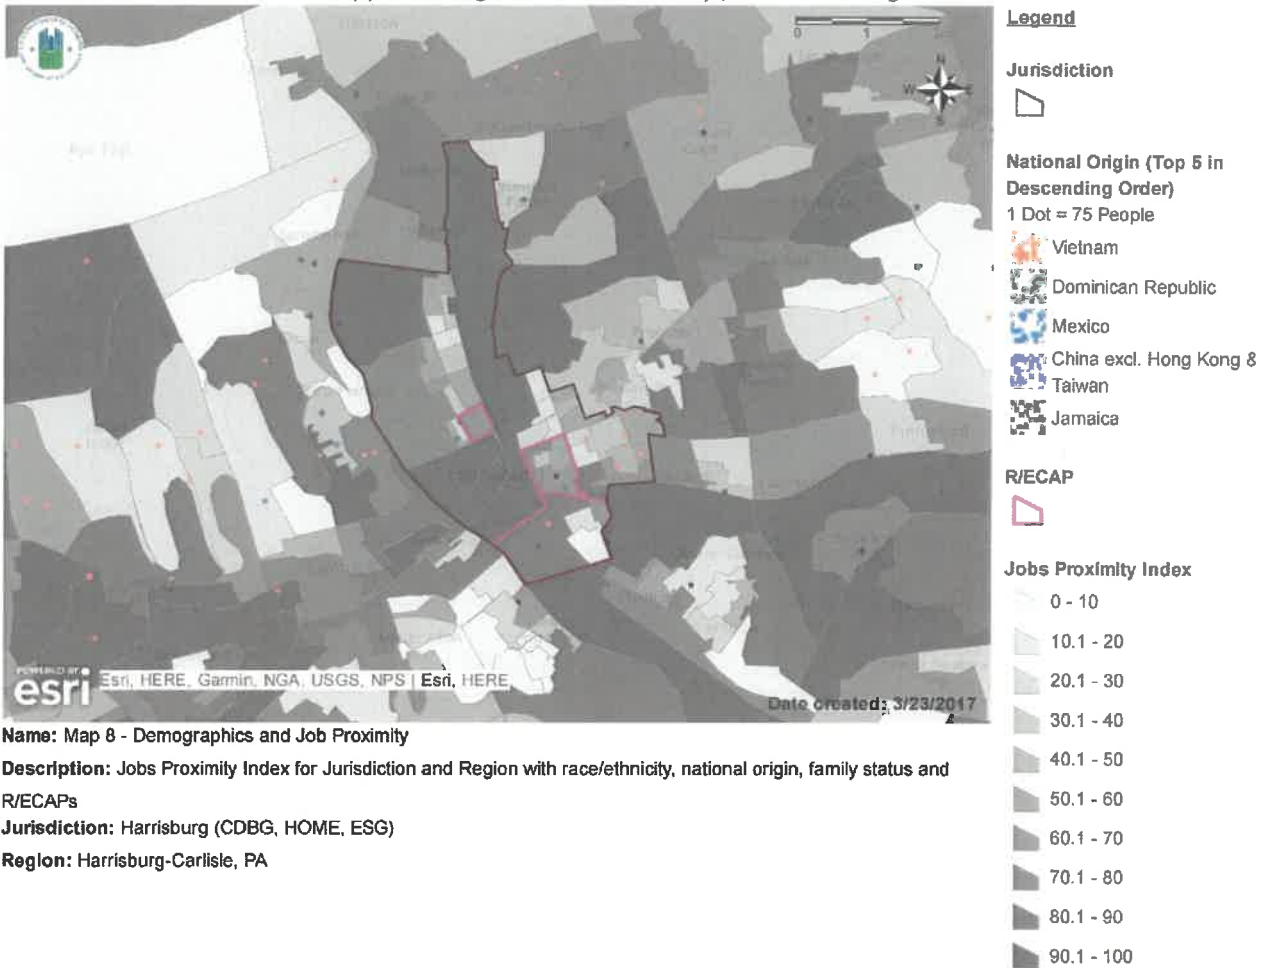 Legend
Jurisdiction
National Origin (Top 5 in
Descending Order)
1 Dot = 75 People
Vietnam
Dominican Republic
Mexico
China excl. Hong Kong &
Taiwan
Jamaica
R/ECAP
Jobs Proximity Index
0 - 10
10.1 - 20
20.1 - 30
30.1 - 40
40.1 - 50
50.1 - 60
60.1 - 70
70.1 - 80
80.1 - 90
90.1 - 100
0 1
N
W E
S
POWERED BY
esri
Esri, HERE, Garmin, NGA, USGS, NPS | Esri, HERE
Date created: 3/23/2017
Name: Map 8 - Demographics and Job Proximity
Description: Jobs Proximity Index for Jurisdiction and Region with race/ethnicity, national origin, family status and
R/ECAPs
Jurisdiction: Harrisburg (CDBG, HOME, ESG)
Region: Harrisburg-Carlisle, PA